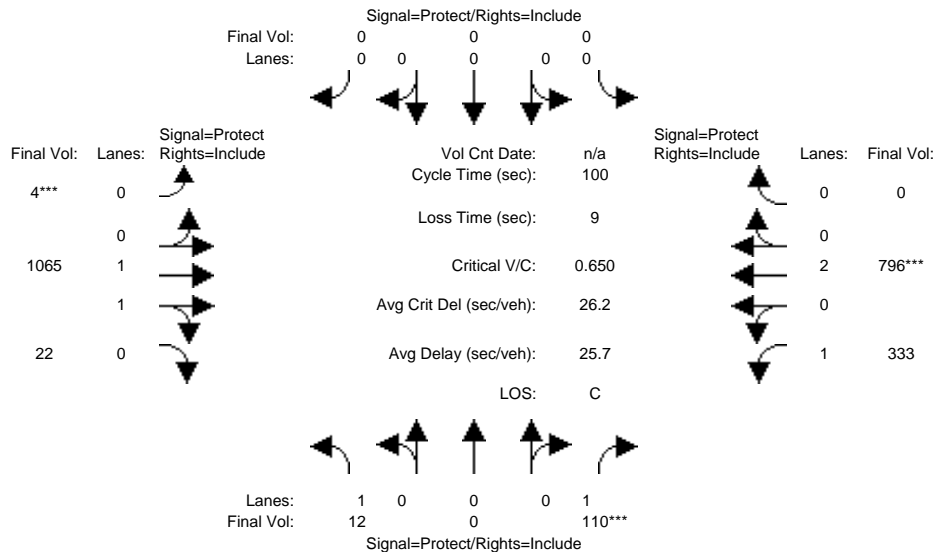 Signal=Protect/Rights=Include
Final Vol: 0 0 0
Lanes: 0 0 0 0 0
Signal=Protect Signal=Protect
Final Vol: Lanes: Rights=Include Vol Cnt Date: n/a Rights=Include Lanes: Final Vol:
Cycle Time (sec): 100
4*** 0 0 0
Loss Time (sec): 9
0 0
1065 1 Critical V/C: 0.650 2 796***
1 Avg Crit Del (sec/veh): 26.2 0
22 0 Avg Delay (sec/veh): 25.7 1 333
LOS: C
Lanes: 1 0 0 0 1
Final Vol: 12 0 110***
Signal=Protect/Rights=Include